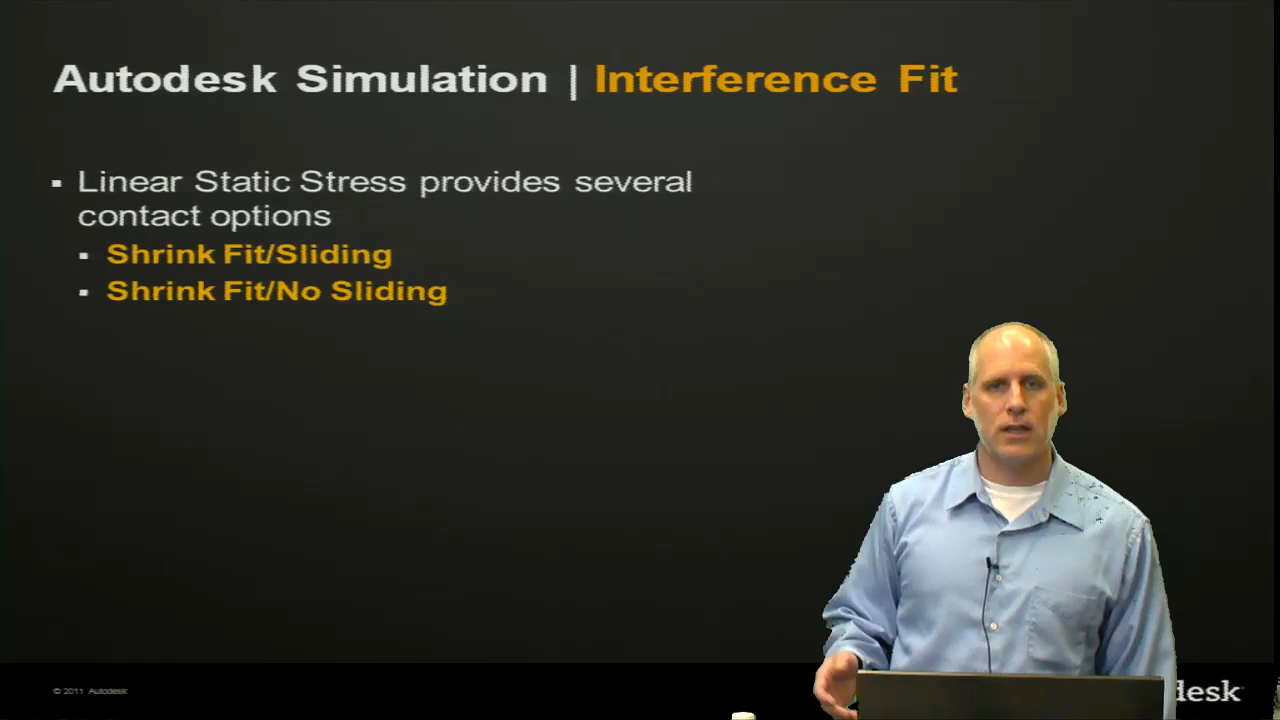 Autodesk Simulation | Interference Fit
▪ Linear Static Stress provides several
contact options
▪ Shrink Fit/Sliding
▪ Shrink Fit/No Sliding
© 2011 Autodesk
desk